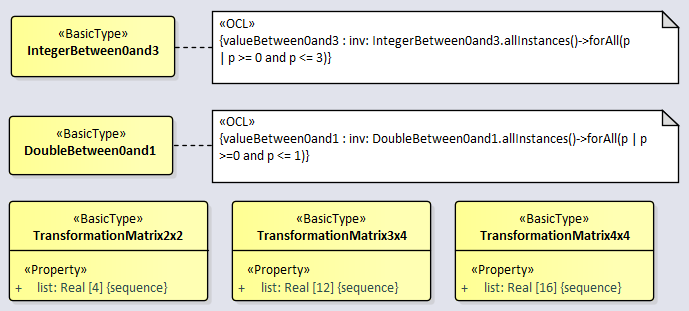 «BasicType»
IntegerBetween0and3
«OCL»
{valueBetween0and3 : inv: IntegerBetween0and3.allInstances()->forAll(p
| p >= 0 and p <= 3)}
«BasicType»
DoubleBetween0and1
«OCL»
{valueBetween0and1 : inv: DoubleBetween0and1.allInstances()->forAll(p | p
>=0 and p <= 1)}
«BasicType»
TransformationMatrix2x2
«Property»
+ list: Real [4] {sequence}
«BasicType»
TransformationMatrix3x4
«Property»
+ list: Real [12] {sequence}
«BasicType»
TransformationMatrix4x4
«Property»
+ list: Real [16] {sequence}